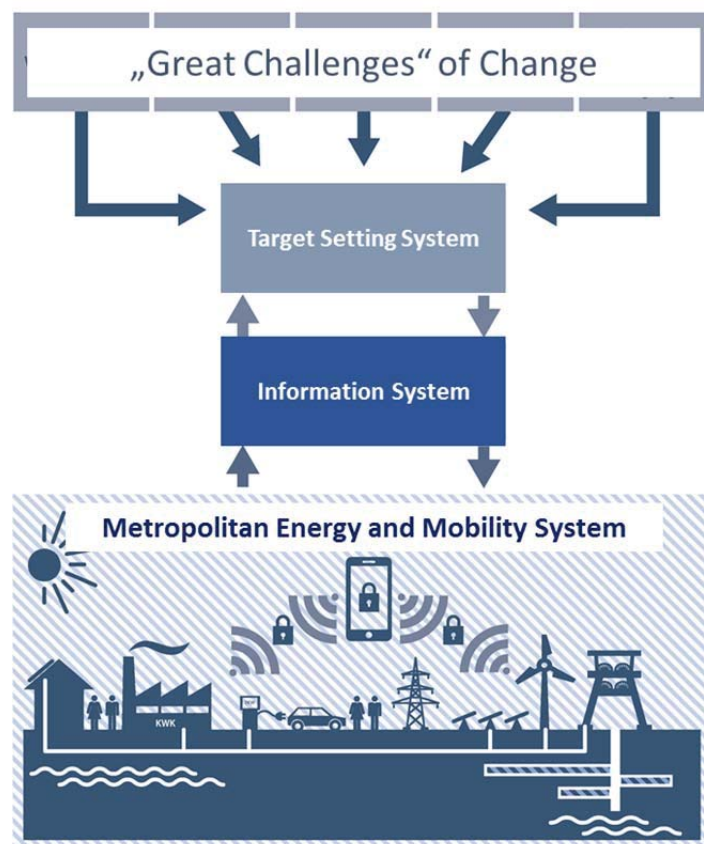 „Great Challenges“ of Change
Target Setting System
Information System
Metropolitan Energy and Mobility System
KWK